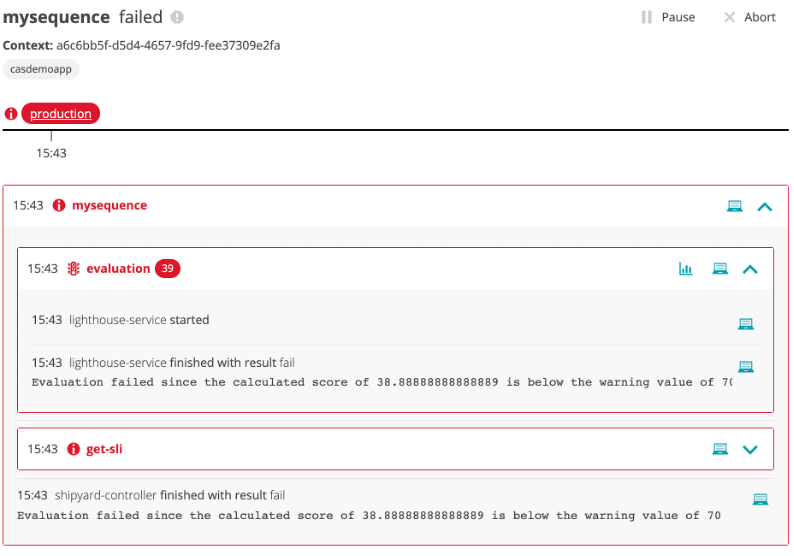 mysequence failed
Pause
Abort
Context: a6c6bb5f-d5d4-4657-9fd9-fee37309e2fa
casdemoapp
production
15:43
15:43 mysequence
15:43 evaluation 39
15:43 lighthouse-service started
15:43 lighthouse-service finished with result fail
Evaluation failed since the calculated score of 38.88888888888889 is below the warning value of 70
15:43 get-sli
15:43 shipyard-controller finished with result fail
Evaluation failed since the calculated score of 38.88888888888889 is below the warning value of 70